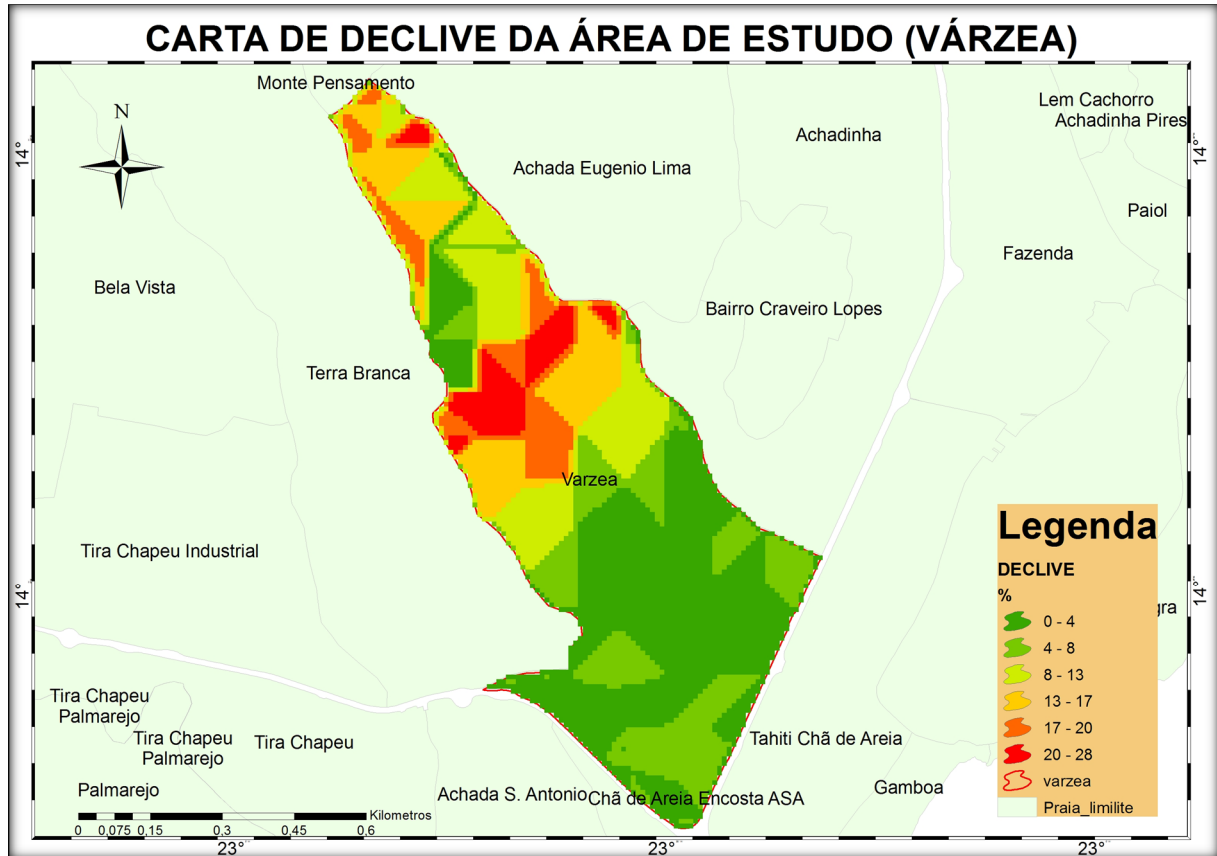 CARTA DE DECLIVE DA ÁREA DE ESTUDO (VÁRZEA)
Monte Pensamento
Lem Cachorro
Achadinha Pires
N
Achadinha
14°
14°
Achada Eugenio Lima
Paiol
Fazenda
Bela Vista
Bairro Craveiro Lopes
Terra Branca
Varzea
Tira Chapeu Industrial
Legenda
DECLIVE
%
0 - 4
4 - 8
8 - 13
13 - 17
17 - 20
20 - 28
varzea
Praia_limilite
14°
14°
gra
Tira Chapeu
Palmarejo
Tira Chapeu
Palmarejo
Tira Chapeu
Tahiti Chã de Areia
Palmarejo
Achada S. Antonio
Chã de Areia Encosta ASA
Gamboa
Kilometros
0 0,075 0,15 0,3 0,45 0,6
23° 23° 23°